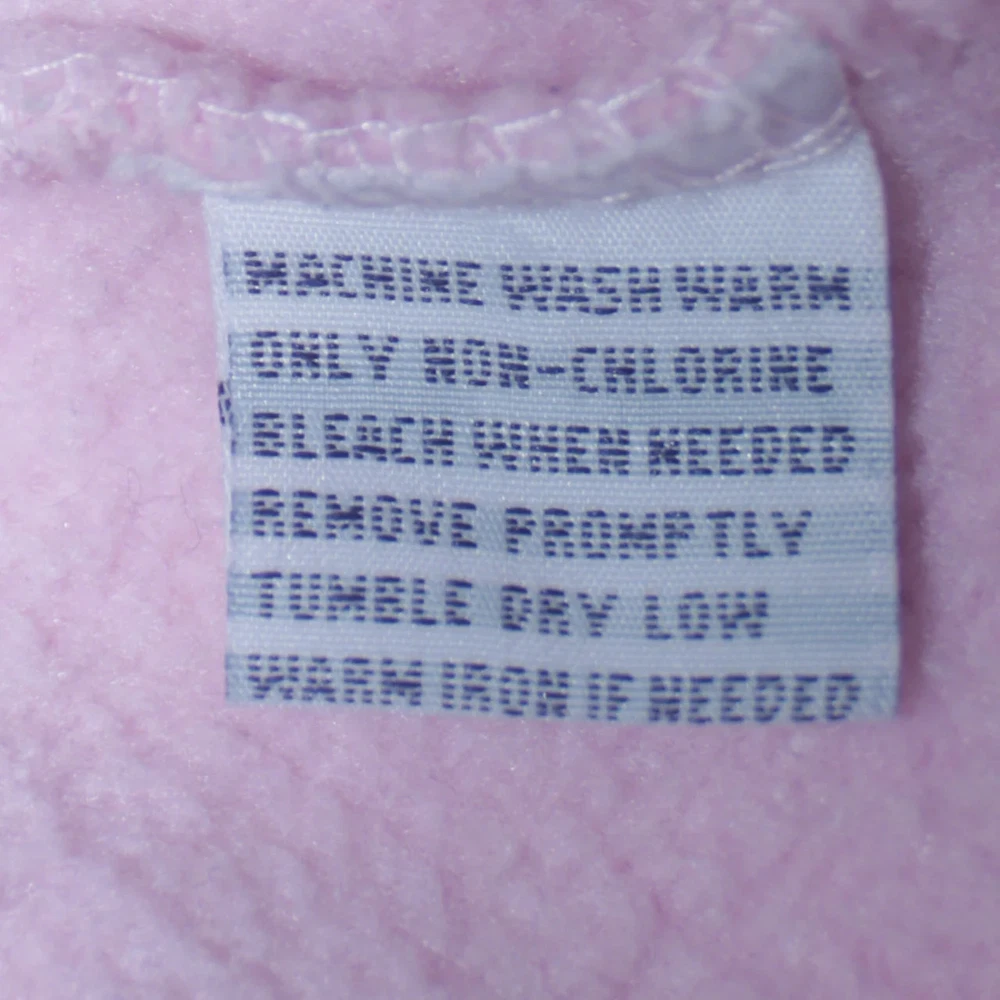 MACHINE WASH WARM
ONLY NON-CHLORINE
BLEACH WHEN NEEDED
REMOVE PROMPTLY
TUMBLE DRY LOW
WARM IRON IF NEEDED